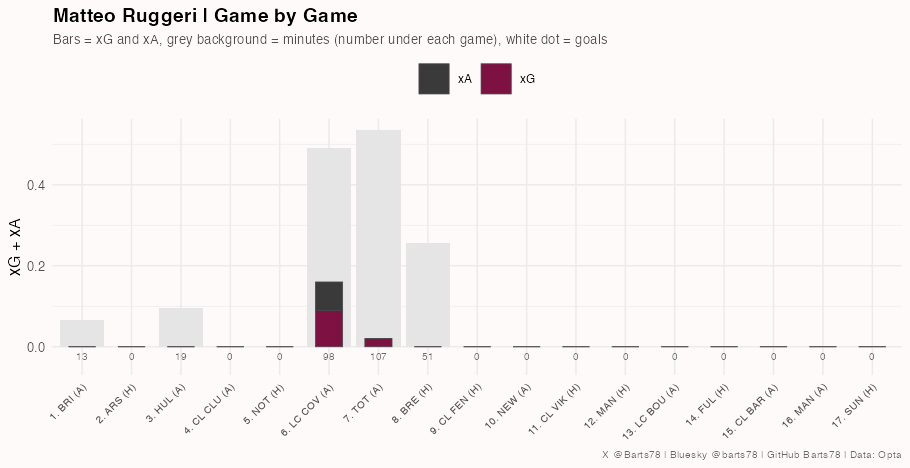 Matteo Ruggeri | Game by Game
Bars = xG and xA, grey background = minutes (number under each game), white dot = goals
xA xG
xG + xA
0.4
0.2
0.0
13 0 19 0 0 98 107 51 0 0 0 0 0 0 0 0 0
1. BRI (A)
2. ARS (H)
3. HUL (A)
4. CL CLU (A)
5. NOT (H)
6. LC COV (A)
7. TOT (A)
8. BRE (H)
9. CL FEN (H)
10. NEW (A)
11. CL VIK (H)
12. MAN (H)
13. LC BOU (A)
14. FUL (H)
15. CL BAR (A)
16. MAN (A)
17. SUN (H)
X @Barts78 | Bluesky @barts78 | GitHub Barts78 | Data: Opta